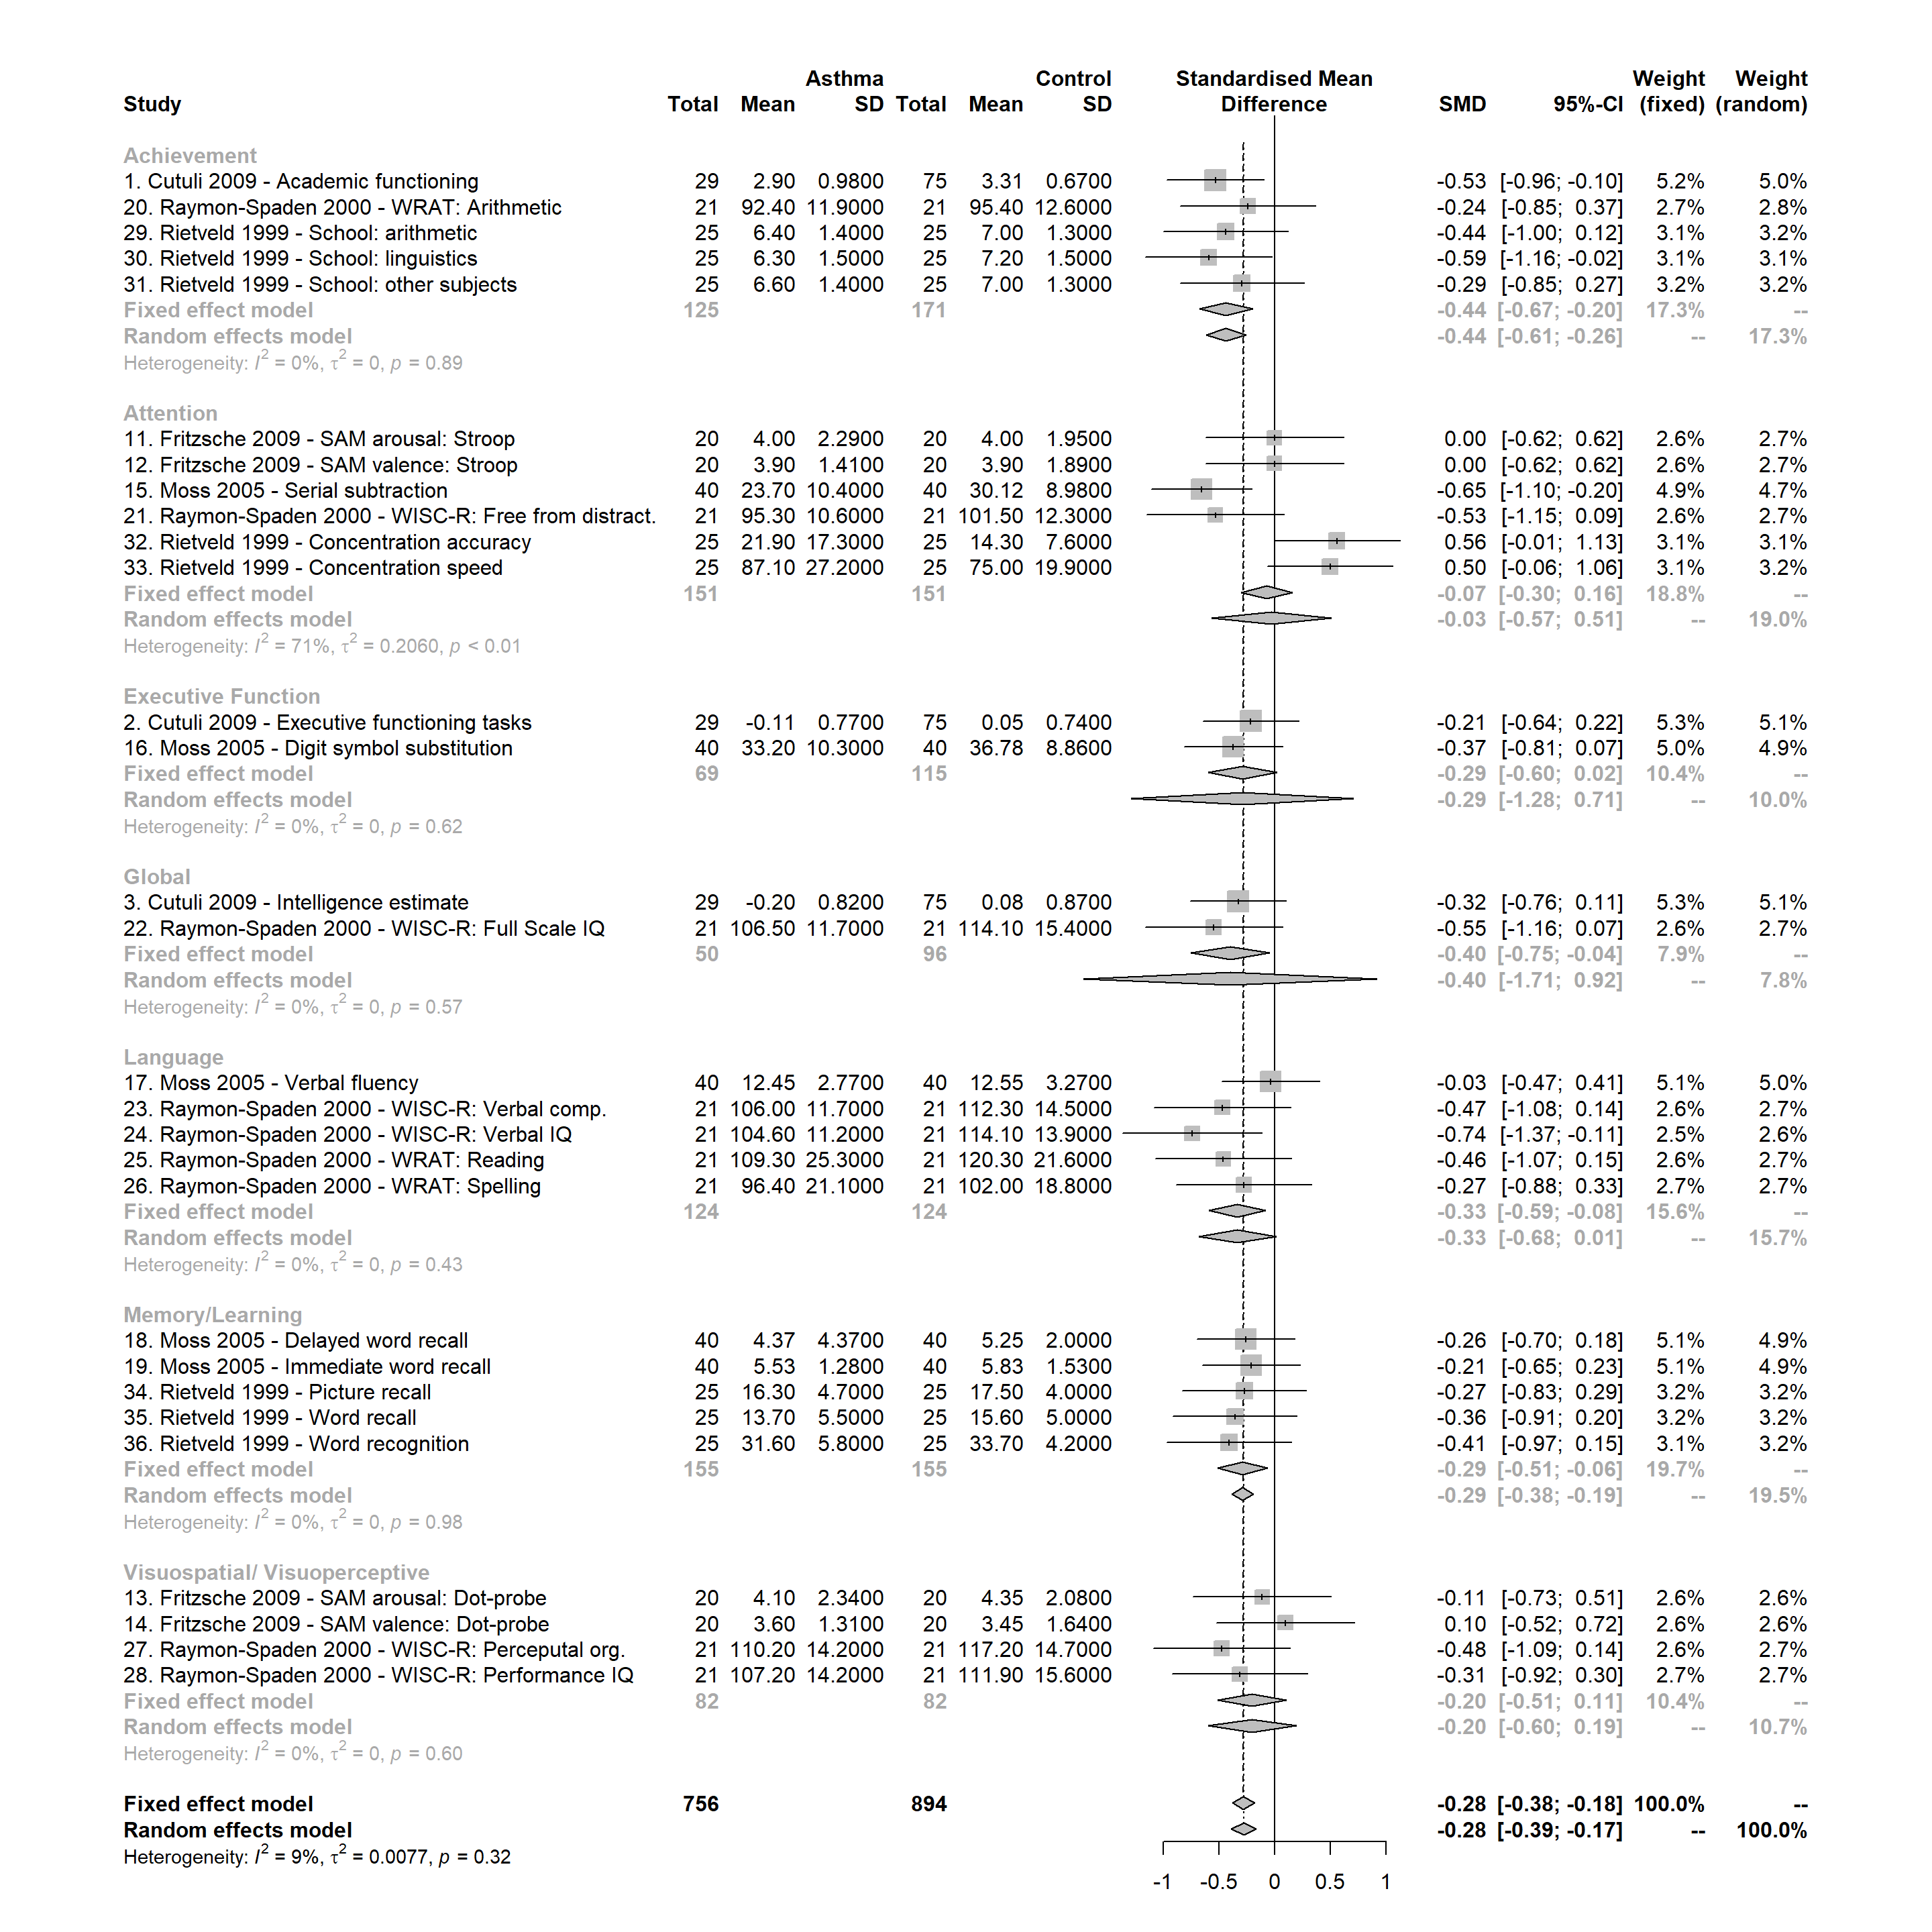 Asthma Control Standardised Mean Weight Weight
Study Total Mean SD Total Mean SD Difference SMD 95%-CI (fixed) (random)
Achievement
1. Cutuli 2009 - Academic functioning 29 2.90 0.9800 75 3.31 0.6700 -0.53 [-0.96; -0.10] 5.2% 5.0%
20. Raymon-Spaden 2000 - WRAT: Arithmetic 21 92.40 11.9000 21 95.40 12.6000 -0.24 [-0.85; 0.37] 2.7% 2.8%
29. Rietveld 1999 - School: arithmetic 25 6.40 1.4000 25 7.00 1.3000 -0.44 [-1.00; 0.12] 3.1% 3.2%
30. Rietveld 1999 - School: linguistics 25 6.30 1.5000 25 7.20 1.5000 -0.59 [-1.16; -0.02] 3.1% 3.1%
31. Rietveld 1999 - School: other subjects 25 6.60 1.4000 25 7.00 1.3000 -0.29 [-0.85; 0.27] 3.2% 3.2%
Fixed effect model 125 171 -0.44 [-0.67; -0.20] 17.3% --
Random effects model -0.44 [-0.61; -0.26] -- 17.3%
Heterogeneity: I² = 0%, τ² = 0, p = 0.89
Attention
11. Fritzsche 2009 - SAM arousal: Stroop 20 4.00 2.2900 20 4.00 1.9500 0.00 [-0.62; 0.62] 2.6% 2.7%
12. Fritzsche 2009 - SAM valence: Stroop 20 3.90 1.4100 20 3.90 1.8900 0.00 [-0.62; 0.62] 2.6% 2.7%
15. Moss 2005 - Serial subtraction 40 23.70 10.4000 40 30.12 8.9800 -0.65 [-1.10; -0.20] 4.9% 4.7%
21. Raymon-Spaden 2000 - WISC-R: Free from distract. 21 95.30 10.6000 21 101.50 12.3000 -0.53 [-1.15; 0.09] 2.6% 2.7%
32. Rietveld 1999 - Concentration accuracy 25 21.90 17.3000 25 14.30 7.6000 0.56 [-0.01; 1.13] 3.1% 3.1%
33. Rietveld 1999 - Concentration speed 25 87.10 27.2000 25 75.00 19.9000 0.50 [-0.06; 1.06] 3.1% 3.2%
Fixed effect model 151 151 -0.07 [-0.30; 0.16] 18.8% --
Random effects model -0.03 [-0.57; 0.51] -- 19.0%
Heterogeneity: I² = 71%, τ² = 0.2060, p < 0.01
Executive Function
2. Cutuli 2009 - Executive functioning tasks 29 -0.11 0.7700 75 0.05 0.7400 -0.21 [-0.64; 0.22] 5.3% 5.1%
16. Moss 2005 - Digit symbol substitution 40 33.20 10.3000 40 36.78 8.8600 -0.37 [-0.81; 0.07] 5.0% 4.9%
Fixed effect model 69 115 -0.29 [-0.60; 0.02] 10.4% --
Random effects model -0.29 [-1.28; 0.71] -- 10.0%
Heterogeneity: I² = 0%, τ² = 0, p = 0.62
Global
3. Cutuli 2009 - Intelligence estimate 29 -0.20 0.8200 75 0.08 0.8700 -0.32 [-0.76; 0.11] 5.3% 5.1%
22. Raymon-Spaden 2000 - WISC-R: Full Scale IQ 21 106.50 11.7000 21 114.10 15.4000 -0.55 [-1.16; 0.07] 2.6% 2.7%
Fixed effect model 50 96 -0.40 [-0.75; -0.04] 7.9% --
Random effects model -0.40 [-1.71; 0.92] -- 7.8%
Heterogeneity: I² = 0%, τ² = 0, p = 0.57
Language
17. Moss 2005 - Verbal fluency 40 12.45 2.7700 40 12.55 3.2700 -0.03 [-0.47; 0.41] 5.1% 5.0%
23. Raymon-Spaden 2000 - WISC-R: Verbal comp. 21 106.00 11.7000 21 112.30 14.5000 -0.47 [-1.08; 0.14] 2.6% 2.7%
24. Raymon-Spaden 2000 - WISC-R: Verbal IQ 21 104.60 11.2000 21 114.10 13.9000 -0.74 [-1.37; -0.11] 2.5% 2.6%
25. Raymon-Spaden 2000 - WRAT: Reading 21 109.30 25.3000 21 120.30 21.6000 -0.46 [-1.07; 0.15] 2.6% 2.7%
26. Raymon-Spaden 2000 - WRAT: Spelling 21 96.40 21.1000 21 102.00 18.8000 -0.27 [-0.88; 0.33] 2.7% 2.7%
Fixed effect model 124 124 -0.33 [-0.59; -0.08] 15.6% --
Random effects model -0.33 [-0.68; 0.01] -- 15.7%
Heterogeneity: I² = 0%, τ² = 0, p = 0.43
Memory/Learning
18. Moss 2005 - Delayed word recall 40 4.37 4.3700 40 5.25 2.0000 -0.26 [-0.70; 0.18] 5.1% 4.9%
19. Moss 2005 - Immediate word recall 40 5.53 1.2800 40 5.83 1.5300 -0.21 [-0.65; 0.23] 5.1% 4.9%
34. Rietveld 1999 - Picture recall 25 16.30 4.7000 25 17.50 4.0000 -0.27 [-0.83; 0.29] 3.2% 3.2%
35. Rietveld 1999 - Word recall 25 13.70 5.5000 25 15.60 5.0000 -0.36 [-0.91; 0.20] 3.2% 3.2%
36. Rietveld 1999 - Word recognition 25 31.60 5.8000 25 33.70 4.2000 -0.41 [-0.97; 0.15] 3.1% 3.2%
Fixed effect model 155 155 -0.29 [-0.51; -0.06] 19.7% --
Random effects model -0.29 [-0.38; -0.19] -- 19.5%
Heterogeneity: I² = 0%, τ² = 0, p = 0.98
Visuospatial/ Visuoperceptive
13. Fritzsche 2009 - SAM arousal: Dot-probe 20 4.10 2.3400 20 4.35 2.0800 -0.11 [-0.73; 0.51] 2.6% 2.6%
14. Fritzsche 2009 - SAM valence: Dot-probe 20 3.60 1.3100 20 3.45 1.6400 0.10 [-0.52; 0.72] 2.6% 2.6%
27. Raymon-Spaden 2000 - WISC-R: Perceputal org. 21 110.20 14.2000 21 117.20 14.7000 -0.48 [-1.09; 0.14] 2.6% 2.7%
28. Raymon-Spaden 2000 - WISC-R: Performance IQ 21 107.20 14.2000 21 111.90 15.6000 -0.31 [-0.92; 0.30] 2.7% 2.7%
Fixed effect model 82 82 -0.20 [-0.51; 0.11] 10.4% --
Random effects model -0.20 [-0.60; 0.19] -- 10.7%
Heterogeneity: I² = 0%, τ² = 0, p = 0.60
Fixed effect model 756 894 -0.28 [-0.38; -0.18] 100.0% --
Random effects model -0.28 [-0.39; -0.17] -- 100.0%
Heterogeneity: I² = 9%, τ² = 0.0077, p = 0.32
-1 -0.5 0 0.5 1